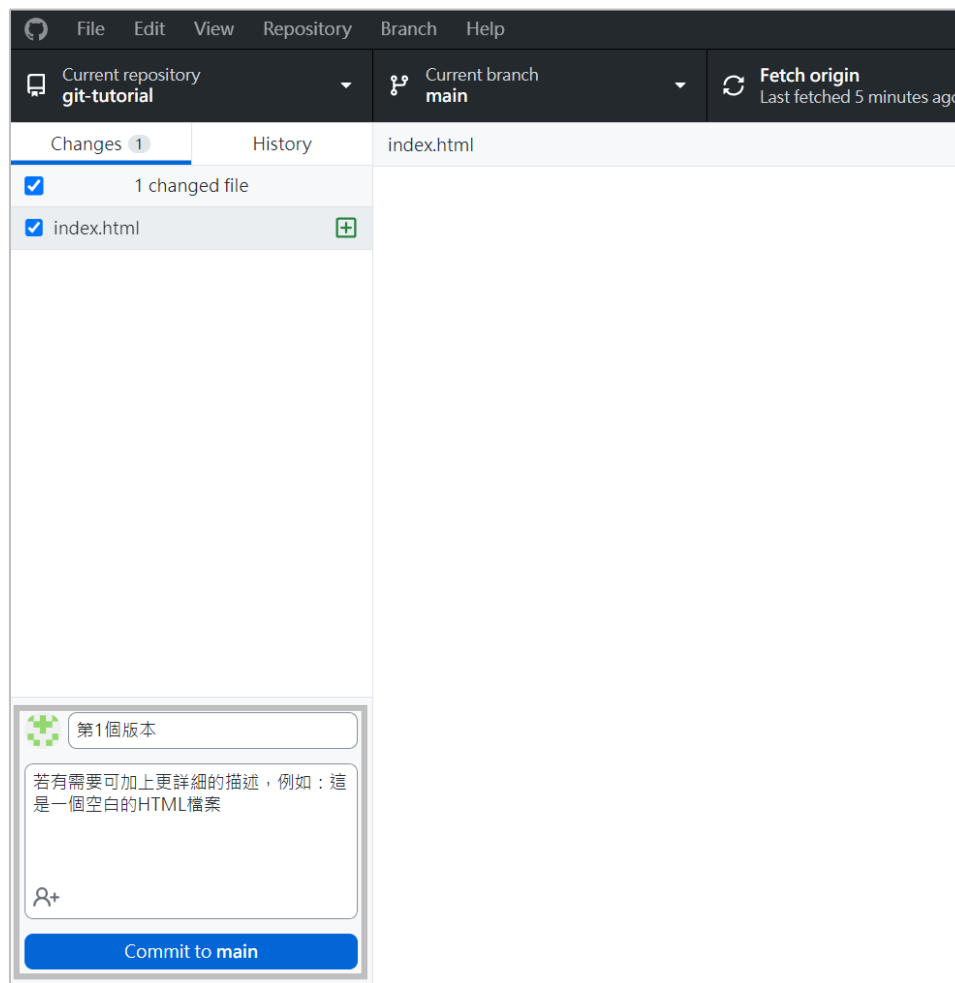 File Edit View Repository Branch Help
Current repository
git-tutorial
Current branch
main
Fetch origin
Last fetched 5 minutes ago
Changes 1
History
index.html
1 changed file
index.html
第1個版本
若有需要可加上更詳細的描述，例如：這
是一個空白的HTML檔案
Commit to main